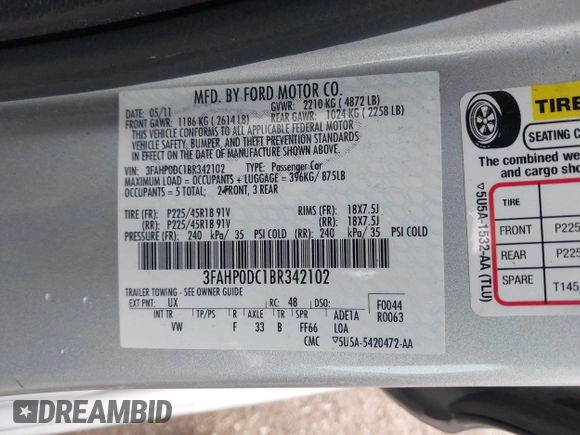 MFD. BY FORD MOTOR CO.
DATE: 05/11 GVWR: 2210 KG ( 4872 LB)
FRONT GAWR: 1186 KG ( 2614 LB) REAR GAWR: 1024 KG ( 2258 LB)
THIS VEHICLE CONFORMS TO ALL APPLICABLE FEDERAL MOTOR
VEHICLE SAFETY, BUMPER, AND THEFT PREVENTION STANDARDS
IN EFFECT ON THE DATE OF MANUFACTURE SHOWN ABOVE.
VIN: 3FAHP0DC1BR342102 TYPE: Passenger Car
MAXIMUM LOAD = OCCUPANTS + LUGGAGE = 396KG/ 875LB
OCCUPANTS = 5 TOTAL: 2 FRONT, 3 REAR
TIRE (FR): P225/45R18 91V RIMS (FR): 18X7.5J
(RR): P225/45R18 91V (RR): 18X7.5J
PRESSURE (FR): 240 kPa/ 35 PSI COLD (RR): 240 kPa/ 35 PSI COLD
3FAHP0DC1BR342102
TRAILER TOWING - SEE OWNER GUIDE
EXT PNT: UX RC: 48 DSO: F0044
R0063
INT TR TP/PS R AXLE TR SPR ADE1A
VW F 33 B FF66 LOA
CMC ▽5U5A-5420472-AA
▽5U5A-1532-AA (TLU)
TIRE
SEATING
The combined
and cargo
TIRE
FRONT P225
REAR P225
SPARE T145
DREAMBID